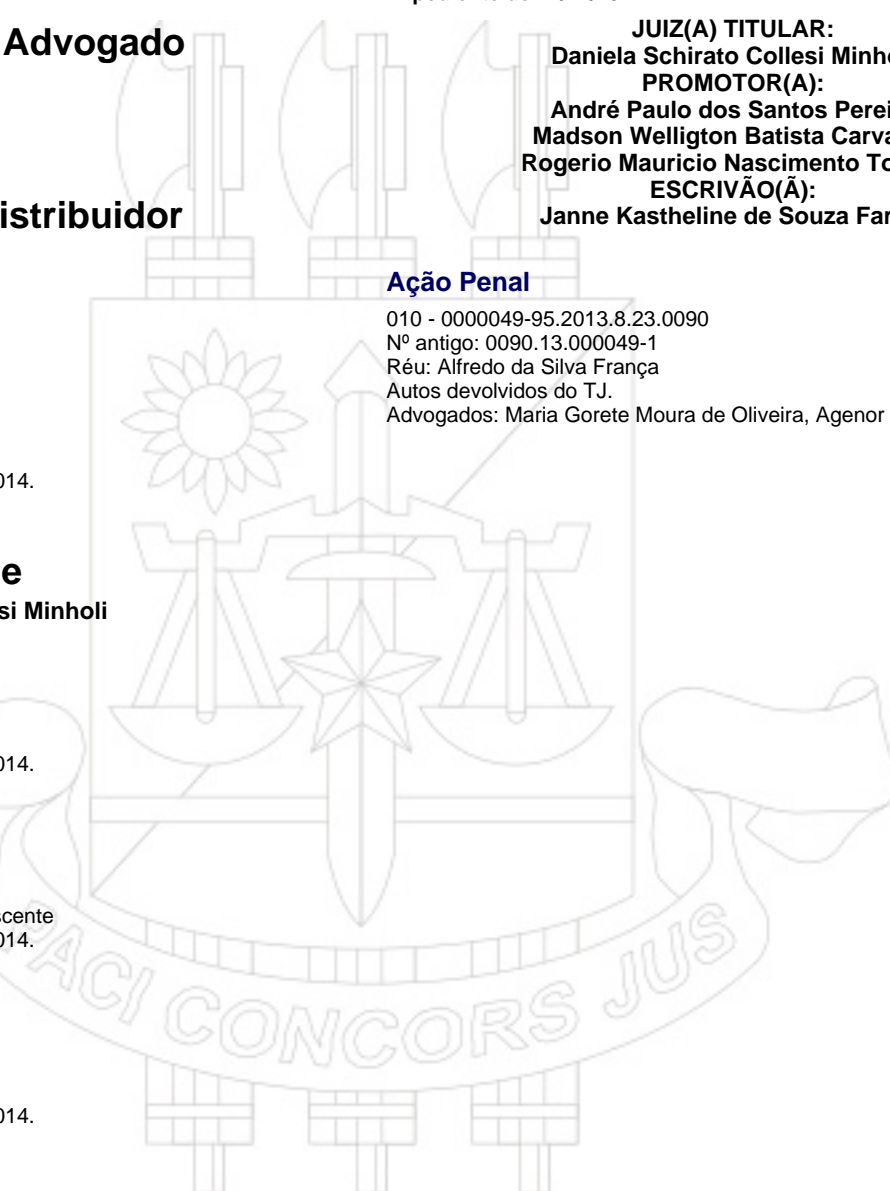 Advogado
istribuidor
014.
e
si Minholi
014.
scente
014.
014.
JUIZ(A) TITULAR:
Daniela Schirato Collesi Minho
PROMOTOR(A):
André Paulo dos Santos Perei
Madson Welligton Batista Carva
Rogerio Mauricio Nascimento To
ESCRIVÃO(Ã):
Janne Kastheline de Souza Far
Ação Penal
010 - 0000049-95.2013.8.23.0090
Nº antigo: 0090.13.000049-1
Réu: Alfredo da Silva França
Autos devolvidos do TJ.
Advogados: Maria Gorete Moura de Oliveira, Agenor
PACI CONCORS JUS